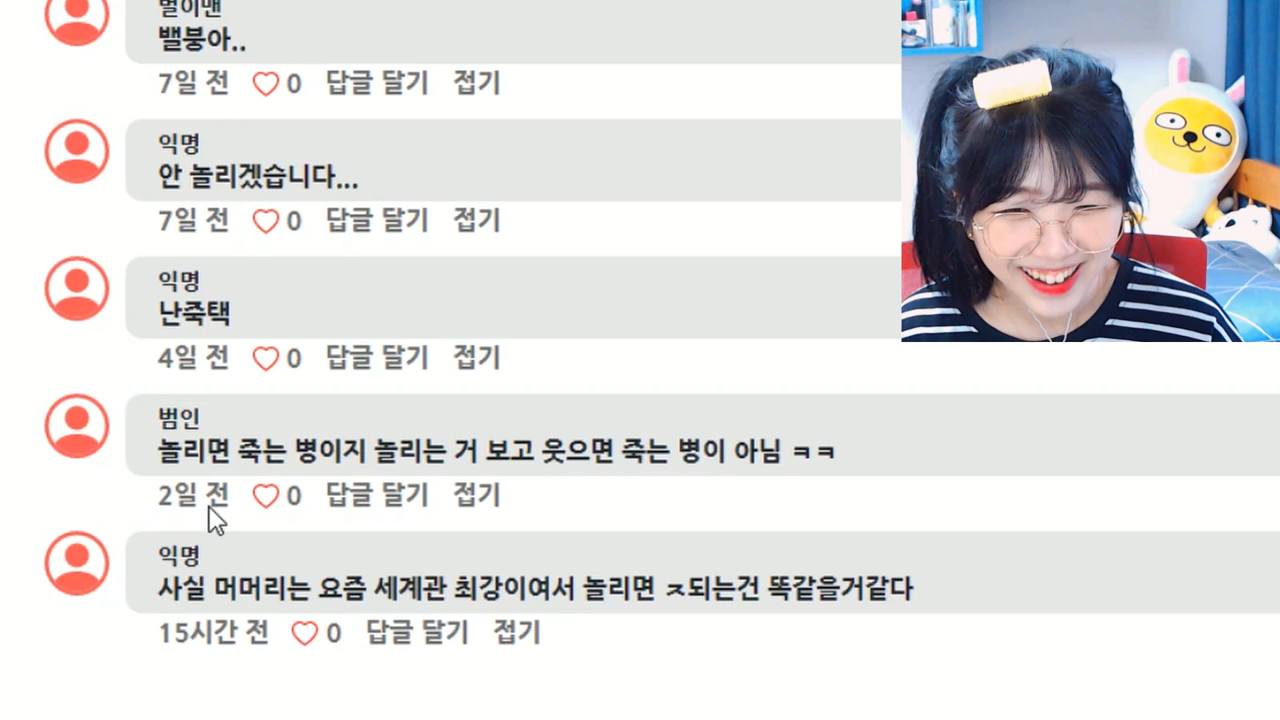 벌이맨
밸붕아..
7일 전 0 답글 달기 접기
익명
안 놀리겠습니다...
7일 전 0 답글 달기 접기
익명
난죽택
4일 전 0 답글 달기 접기
범인
놀리면 죽는 병이지 놀리는 거 보고 웃으면 죽는 병이 아님 ㅋㅋ
2일 전 0 답글 달기 접기
익명
사실 머머리는 요즘 세계관 최강이여서 놀리면 ㅈ되는건 똑같을거같다
15시간 전 0 답글 달기 접기